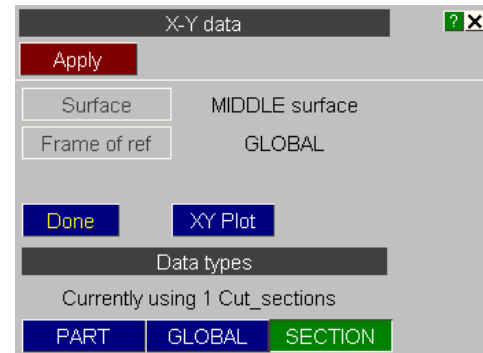 X-Y data ? X
Apply
Surface MIDDLE surface
Frame of ref GLOBAL
Done XY Plot
Data types
Currently using 1 Cut_sections
PART GLOBAL SECTION